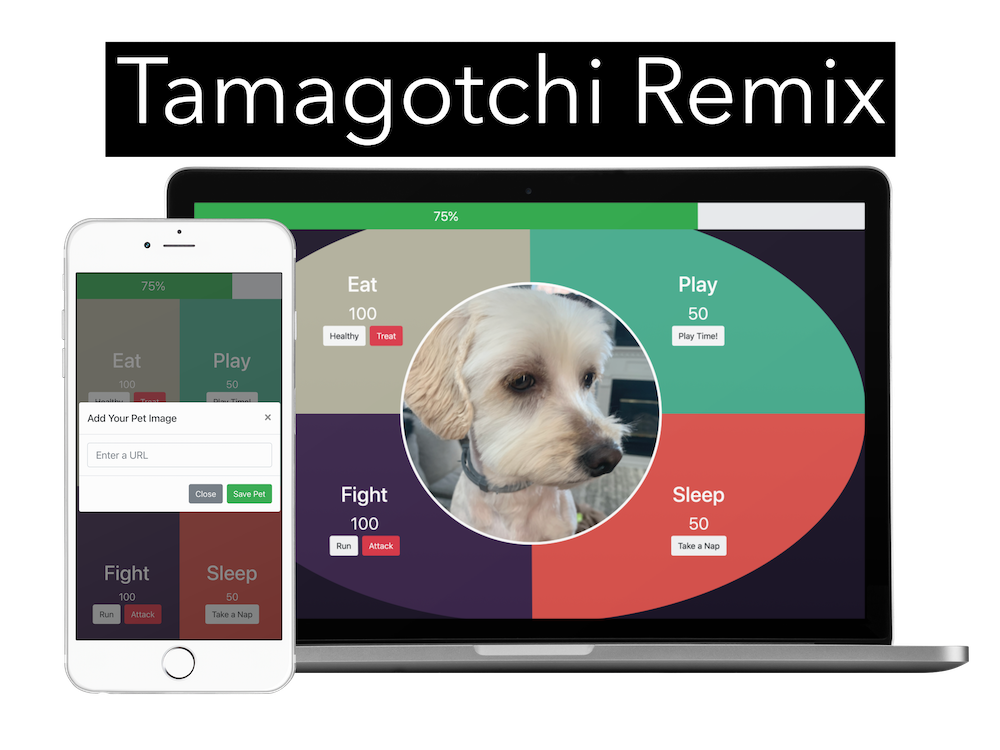 Tamagotchi Remix
75%
Eat
100
Healthy Treat
Play
50
Play Time!
Fight
100
Run Attack
Sleep
50
Take a Nap
75%
Eat
100
Healthy Treat
Play
50
Play Time!
Add Your Pet Image ×
Enter a URL
Close Save Pet
Fight
100
Run Attack
Sleep
50
Take a Nap